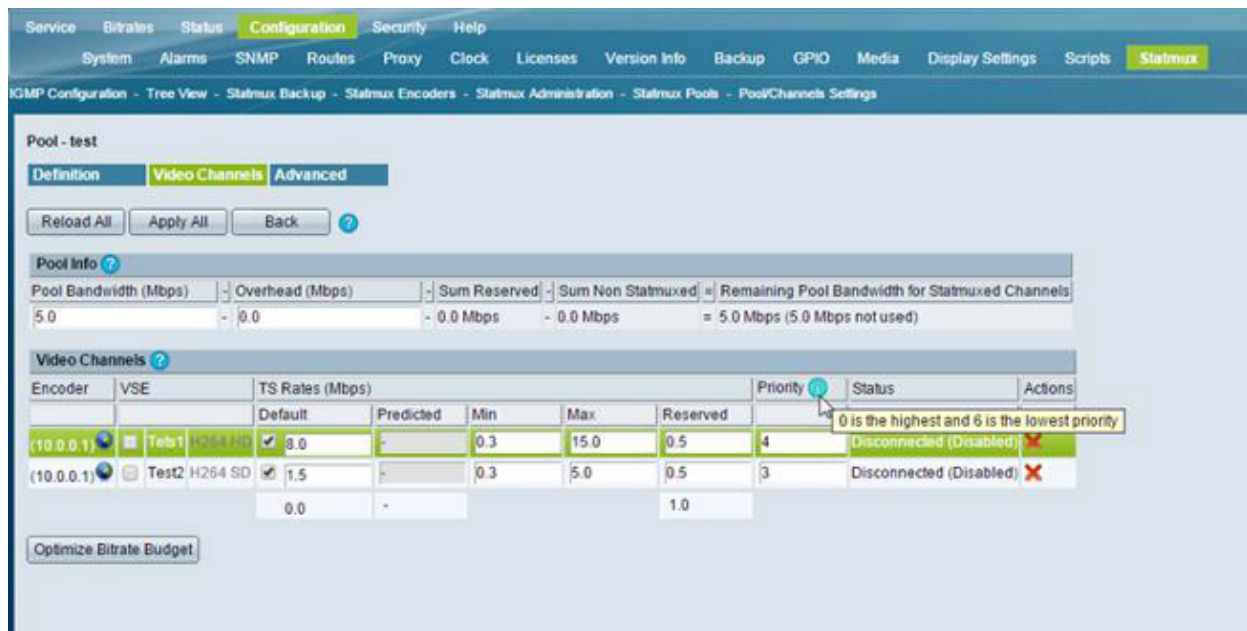 Service Bitrates Status Configuration Security Help
System Alarms SNMP Routes Proxy Clock Licenses Version Info Backup GPIO Media Display Settings Scripts Statmux
IGMP Configuration - Tree View - Statmux Backup - Statmux Encoders - Statmux Administration - Statmux Pools - Pool/Channels Settings
Pool - test
Definition Video Channels Advanced
Reload All Apply All Back ?
Pool Info ?
Pool Bandwidth (Mbps) - Overhead (Mbps) - Sum Reserved - Sum Non Statmuxed = Remaining Pool Bandwidth for Statmuxed Channels
5.0 - 0.0 - 0.0 Mbps - 0.0 Mbps = 5.0 Mbps (5.0 Mbps not used)
Video Channels ?
Encoder VSE TS Rates (Mbps) Priority Status Actions
Default Predicted Min Max Reserved
0 is the highest and 6 is the lowest priority
(10.0.0.1) Tets1 H264 HD 8.0 - 0.3 15.0 0.5 4 Disconnected (Disabled)
(10.0.0.1) Test2 H264 SD 1.5 - 0.3 5.0 0.5 3 Disconnected (Disabled)
0.0 - 1.0
Optimize Bitrate Budget